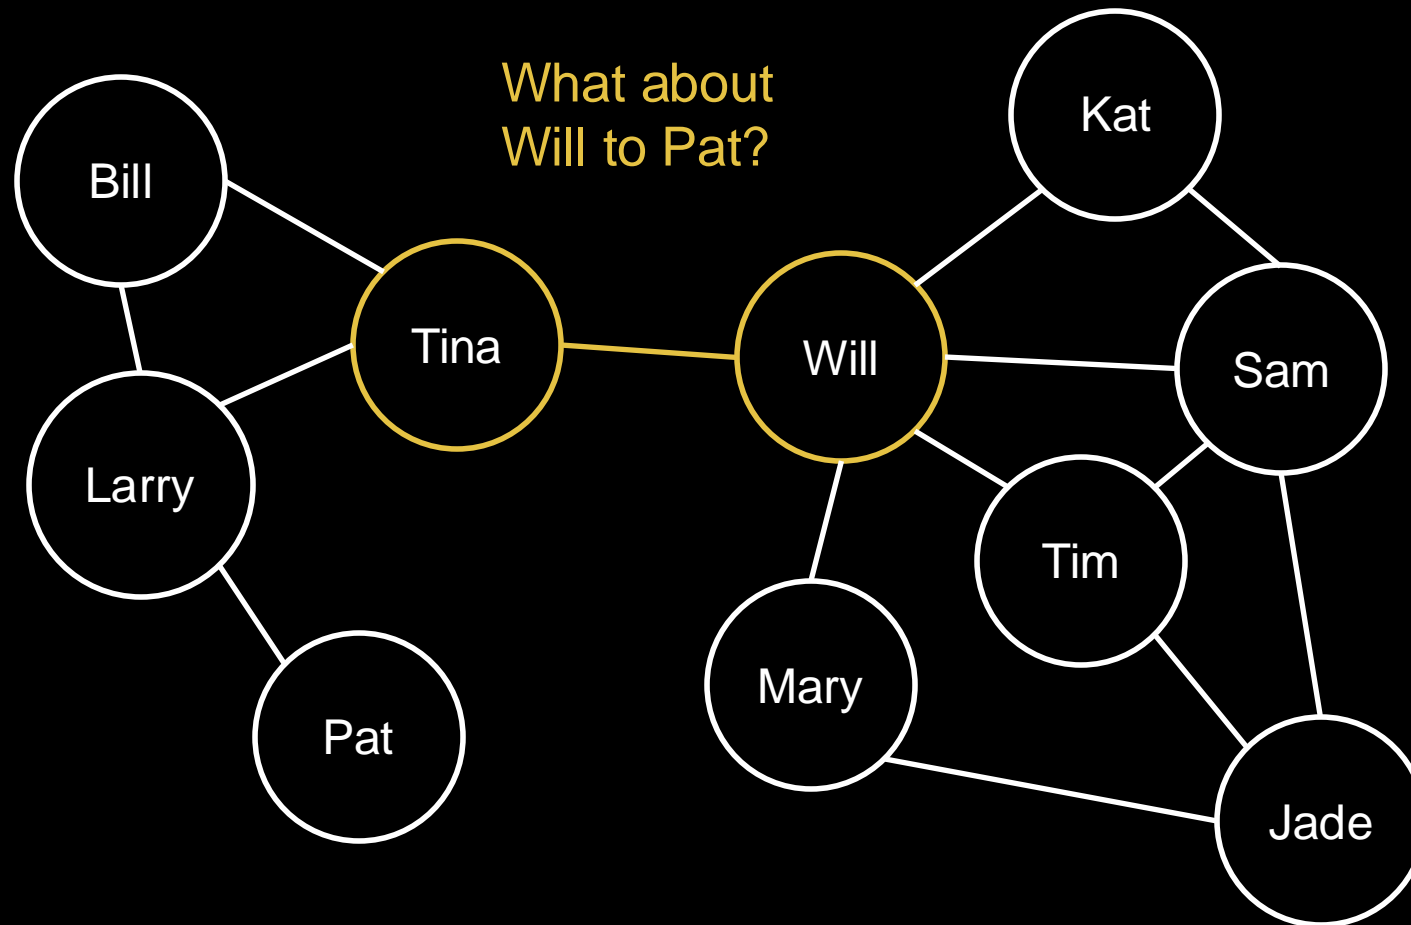 What about
Will to Pat?
Kat
Bill
Tina
Will
Sam
Larry
Tim
Mary
Pat
Jade